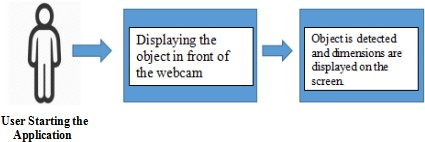 Displaying the
object in front of
the webcam
Object is detected
and dimensions are
displayed on the
screen.
User Starting the
Application